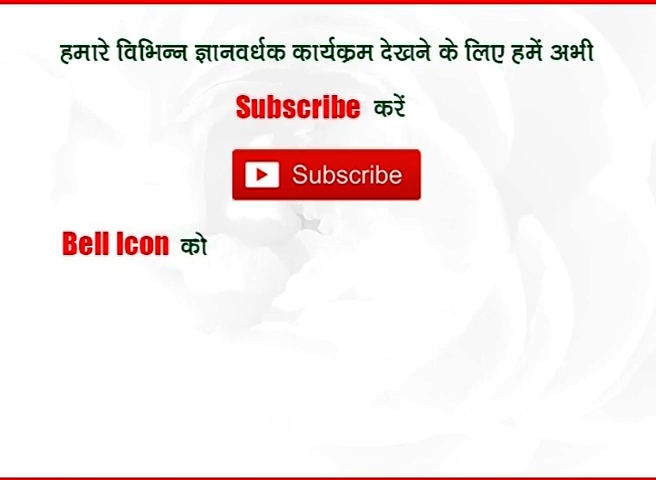 हमारे विभिन्न ज्ञानवर्धक कार्यक्रम देखने के लिए हमें अभी
Subscribe करें
Subscribe
Bell Icon को